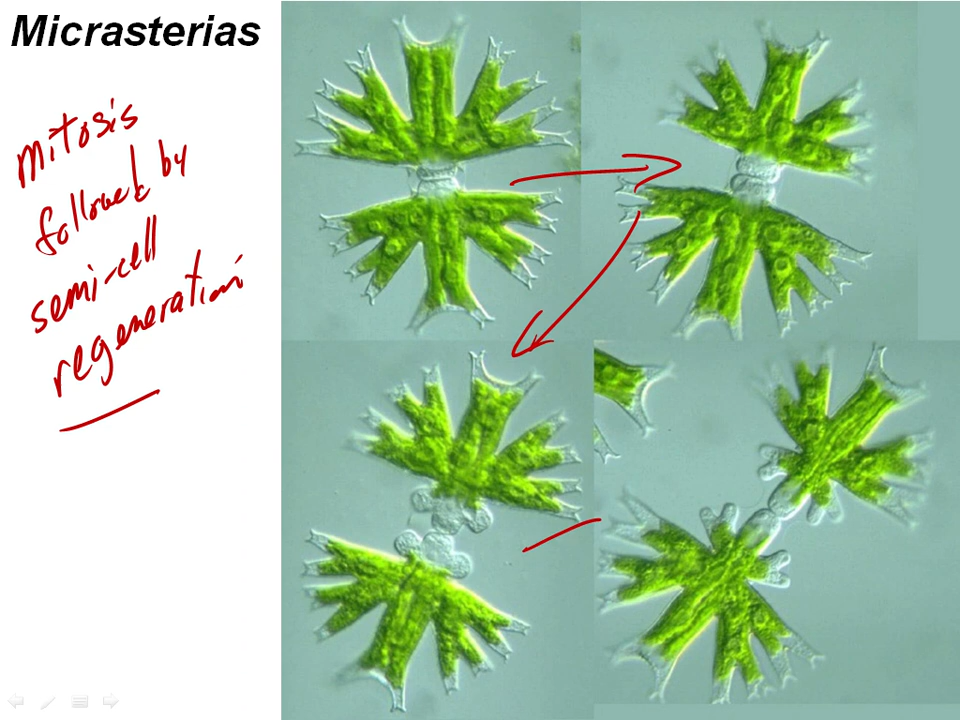 Micrasterias
mitosis
followed by
semi-cell
regeneration